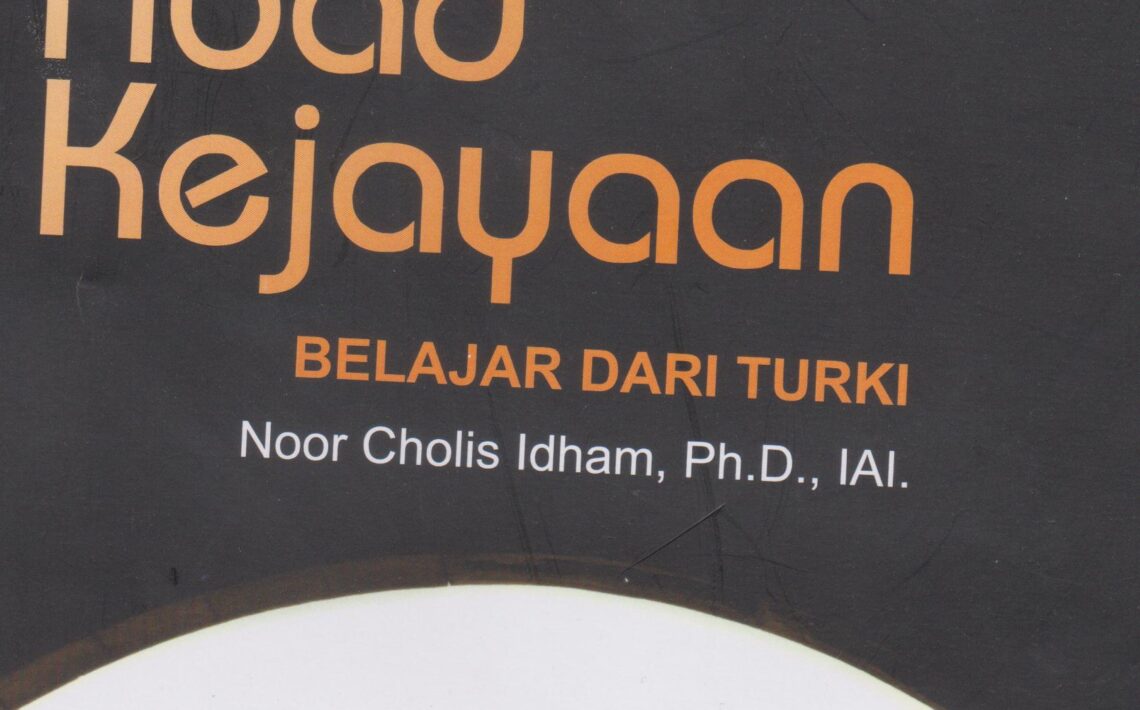 Kejayaan
BELAJAR DARI TURKI
Noor Cholis Idham, Ph.D., IAI.